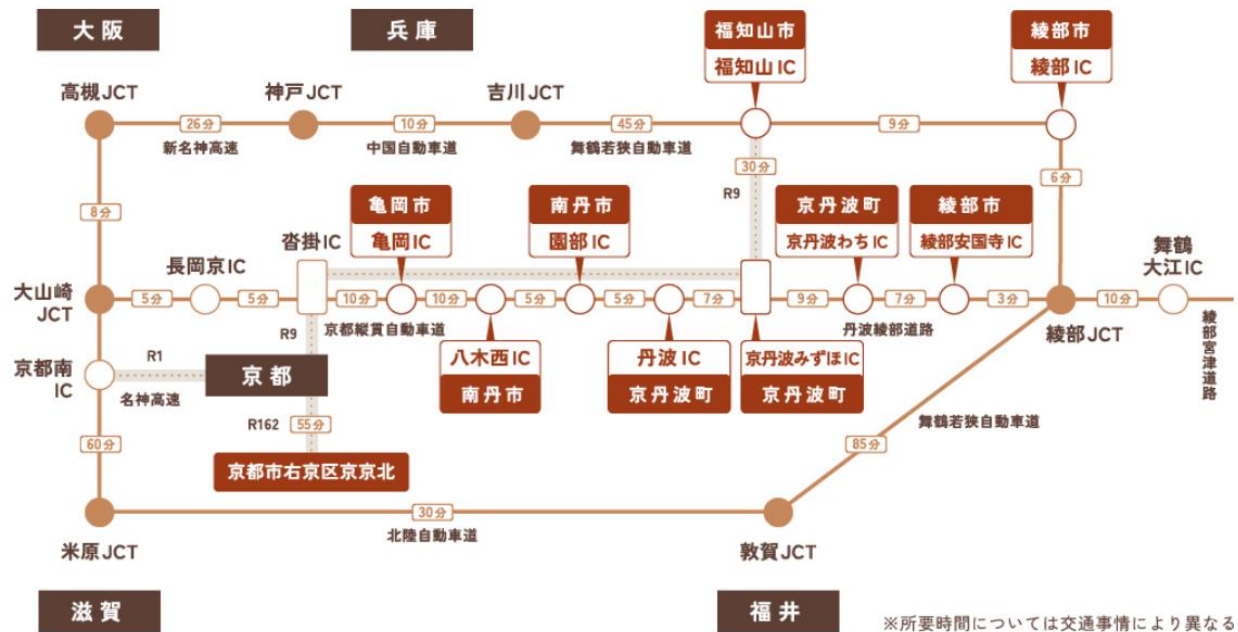 大阪
兵庫
福知山市
福知山IC
綾部市
綾部IC
高槻JCT
神戸JCT
吉川JCT
26分
10分
45分
9分
新名神高速
中国自動車道
舞鶴若狭自動車道
30分
R9
6分
8分
亀岡市
亀岡IC
南丹市
園部IC
京丹波町
京丹波わちIC
綾部市
綾部安国寺IC
沓掛IC
長岡京IC
舞鶴
大江IC
大山崎
JCT
5分
5分
10分
10分
5分
5分
7分
9分
7分
3分
10分
京都縦貫自動車道
丹波綾部道路
綾部JCT
綾部宮津道路
R9
八木西IC
南丹市
丹波IC
京丹波町
京丹波みずほIC
京丹波町
京都南
IC
R1
名神高速
京都
R162
55分
京都市右京区京京北
60分
85分
舞鶴若狭自動車道
30分
北陸自動車道
米原JCT
敦賀JCT
滋賀
福井
※所要時間については交通事情により異なる